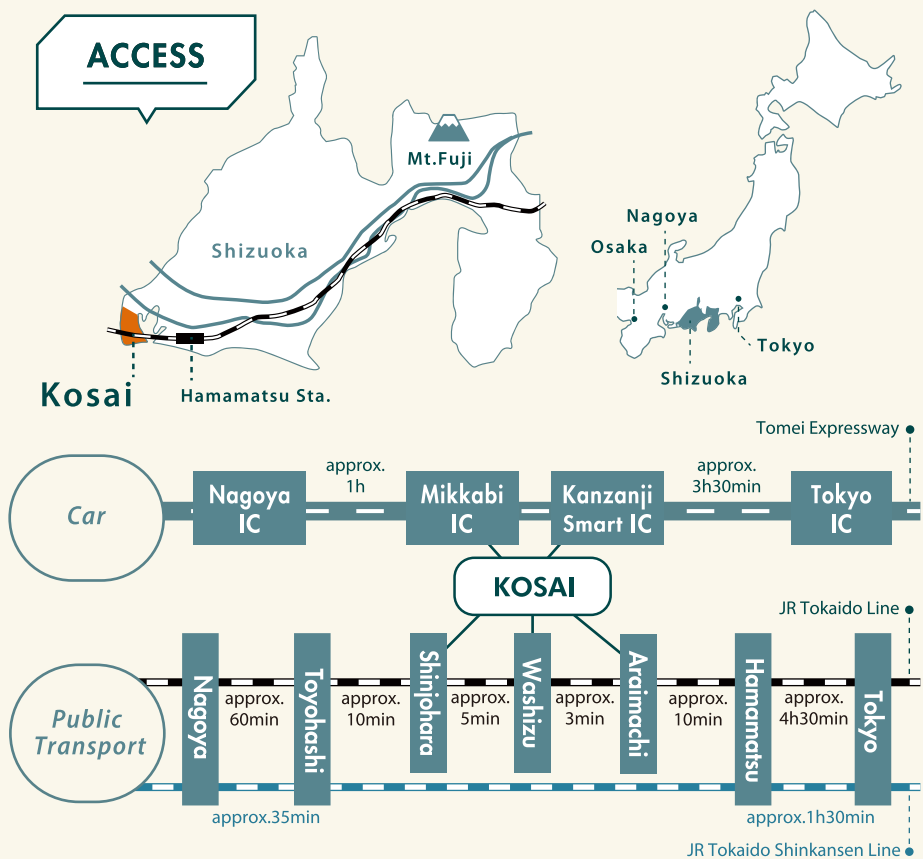 ACCESS
Mt.Fuji
Shizuoka
Kosai
Hamamatsu Sta.
Nagoya
Osaka
Tokyo
Shizuoka
Tomei Expressway
Car
Nagoya
IC
approx.
1h
Mikkabi
IC
Kanzanji
Smart IC
approx.
3h30min
Tokyo
IC
KOSAI
JR Tokaido Line
Public
Transport
Nagoya
approx.
60min
Toyohashi
approx.
10min
Shinjohara
approx.
5min
Washizu
approx.
3min
Araimachi
approx.
10min
Hamamatsu
approx.
4h30min
Tokyo
approx.35min
approx.1h30min
JR Tokaido Shinkansen Line